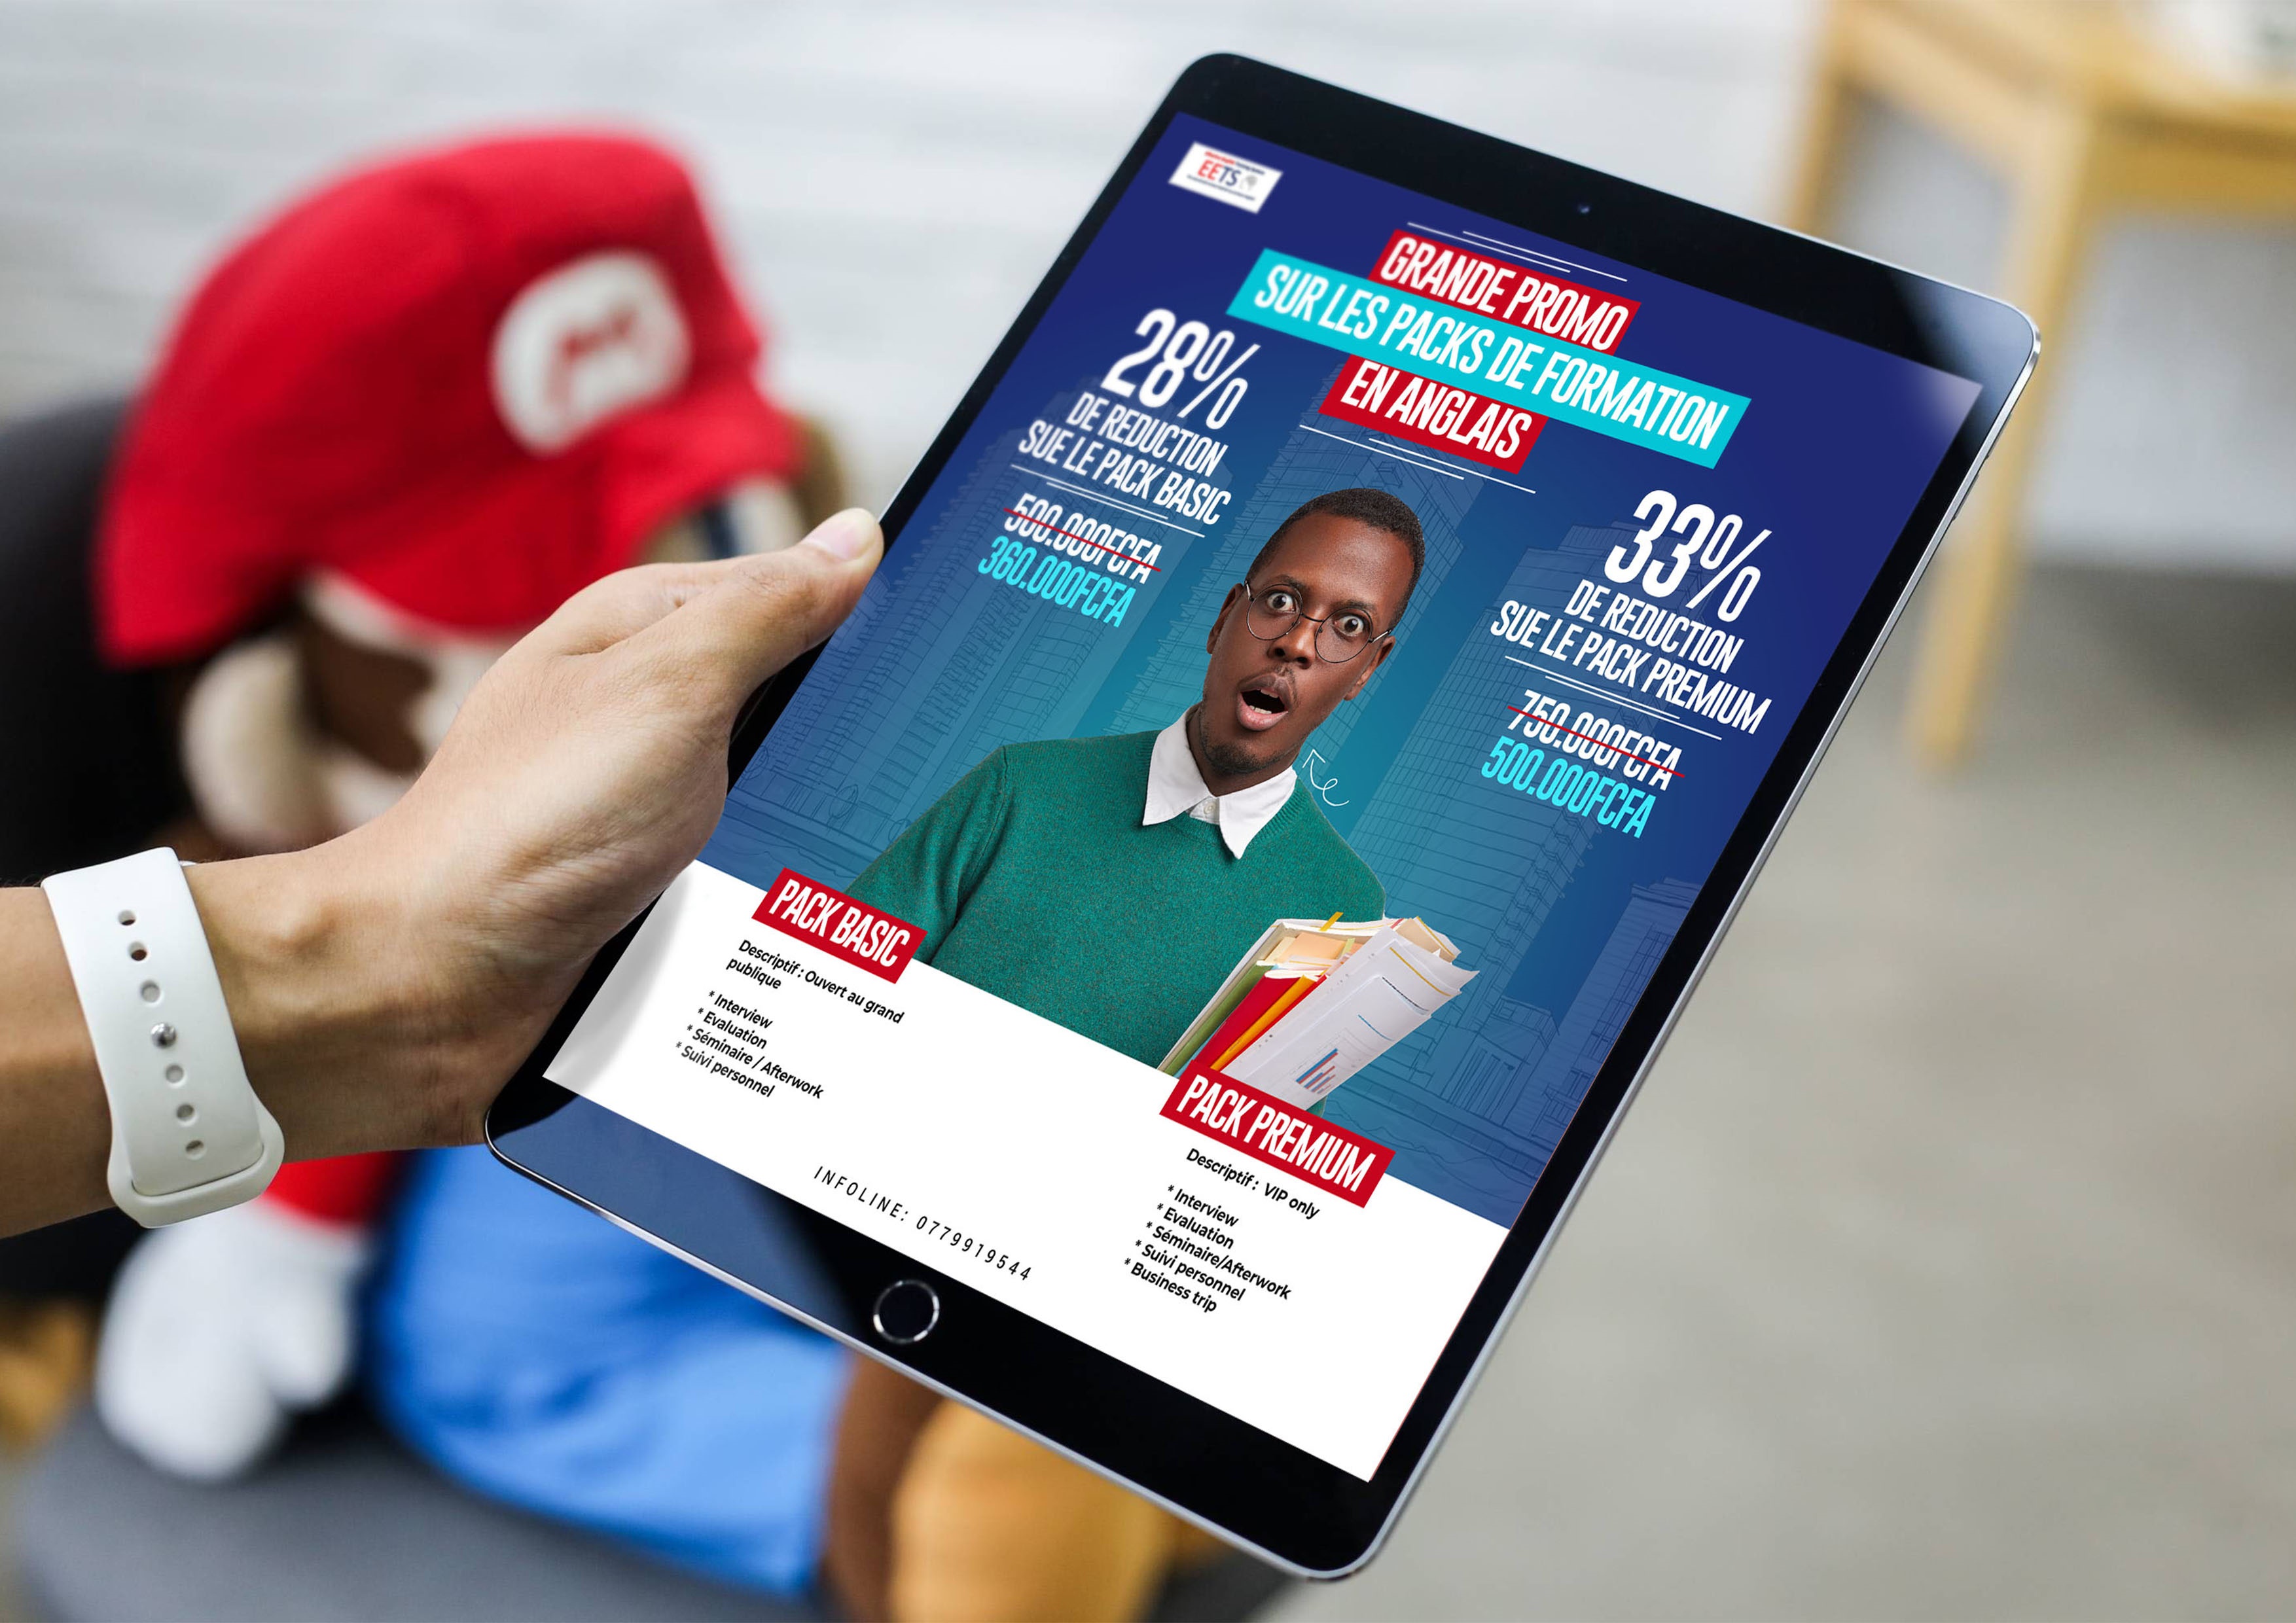 EETS
GRANDE PROMO
SUR LES PACKS DE FORMATION
EN ANGLAIS
28%
DE REDUCTION
SUE LE PACK BASIC
500.000FCFA
360.000FCFA
33%
DE REDUCTION
SUE LE PACK PREMIUM
750.000FCFA
500.000FCFA
PACK BASIC
Descriptif : Ouvert au grand
publique
* Interview
* Evaluation
* Séminaire / Afterwork
* Suivi personnel
PACK PREMIUM
Descriptif : VIP only
* Interview
* Evaluation
* Séminaire/Afterwork
* Suivi personnel
* Business trip
INFOLINE: 0779919544
M